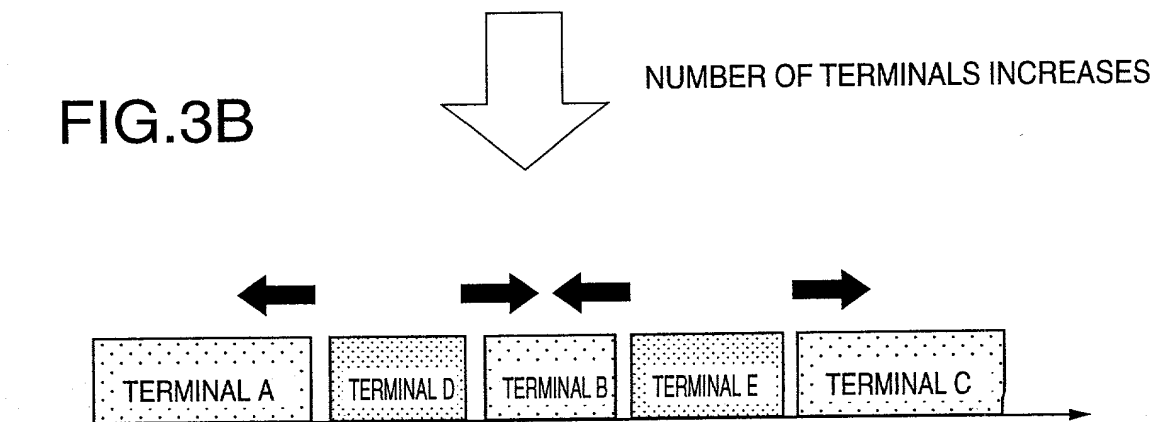 NUMBER OF TERMINALS INCREASES
FIG.3B
TERMINAL A TERMINAL D TERMINAL B TERMINAL E TERMINAL C